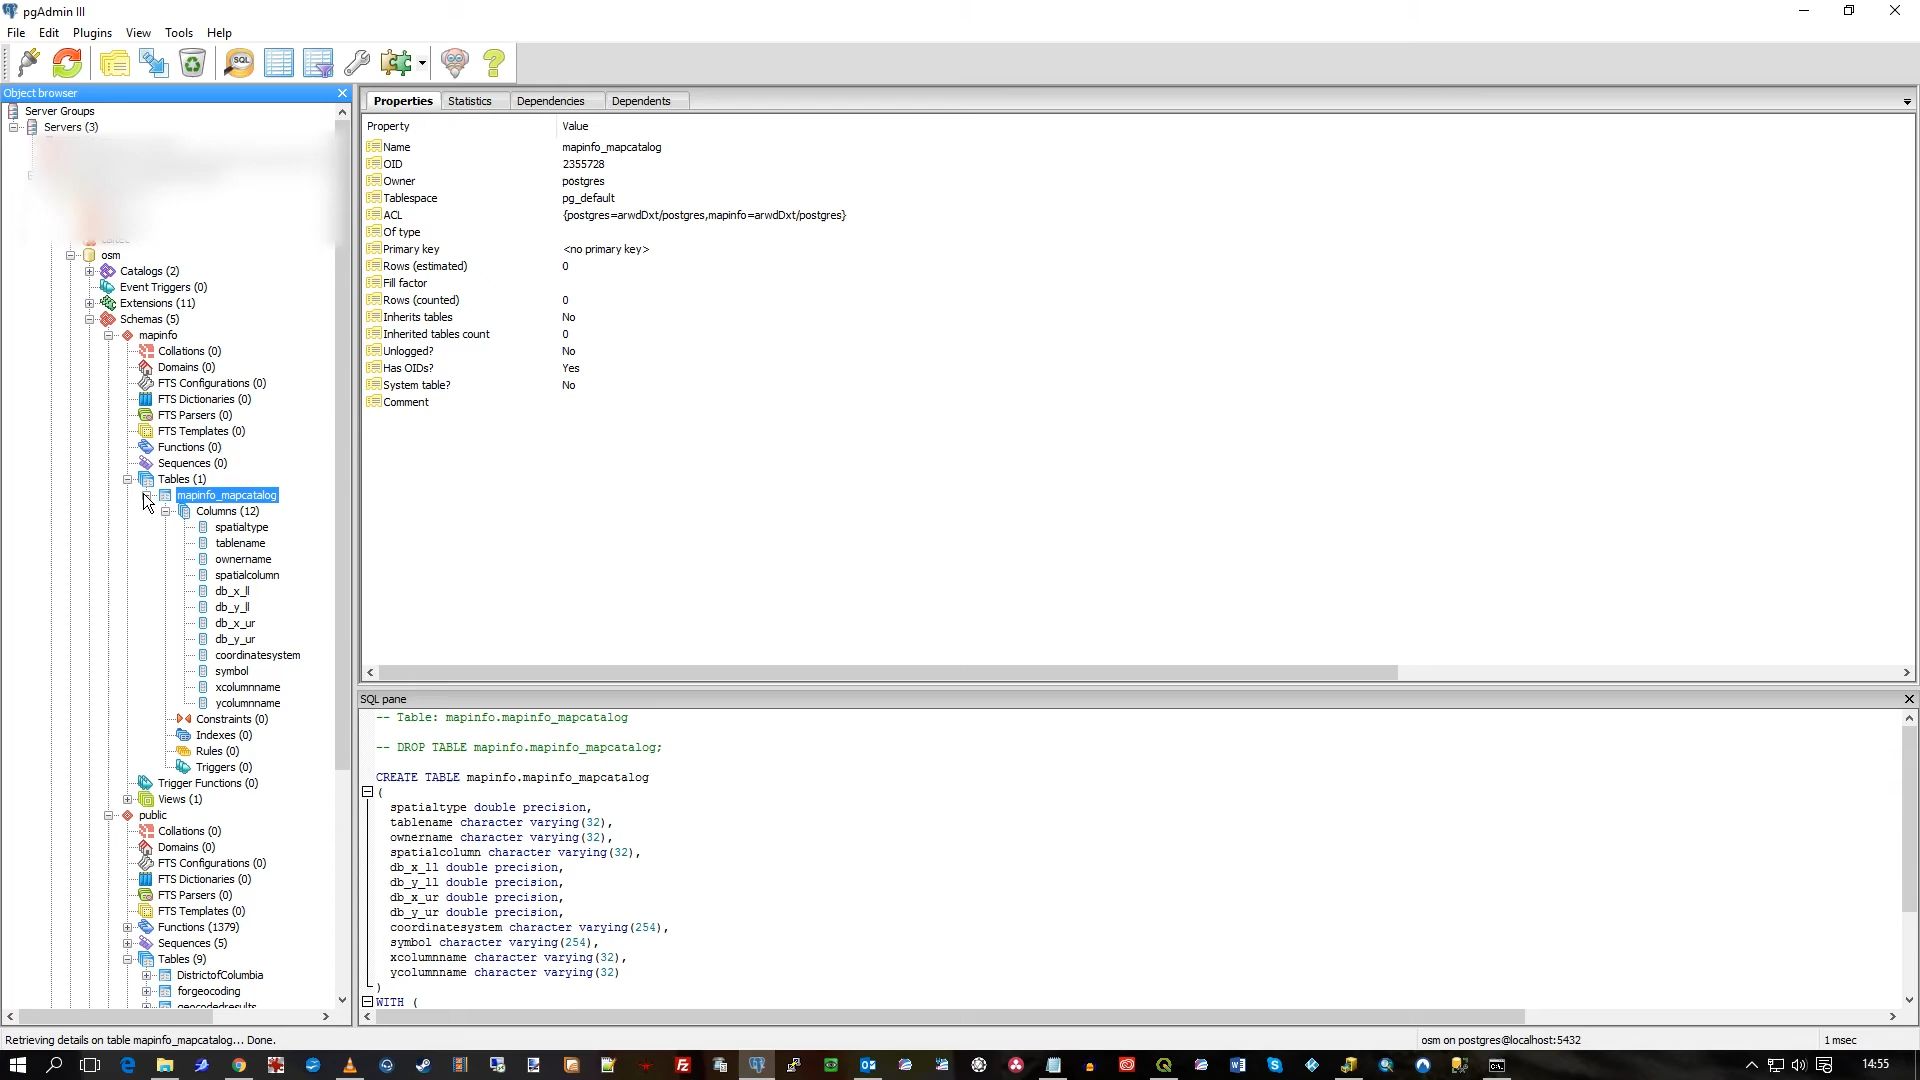 pgAdmin III
File Edit Plugins View Tools Help
SQL
Object browser
Server Groups
Servers (3)
osm
Catalogs (2)
Event Triggers (0)
Extensions (11)
Schemas (5)
mapinfo
Collations (0)
Domains (0)
FTS Configurations (0)
FTS Dictionaries (0)
FTS Parsers (0)
FTS Templates (0)
Functions (0)
Sequences (0)
Tables (1)
mapinfo_mapcatalog
Columns (12)
spatialtype
tablename
ownername
spatialcolumn
db_x_ll
db_y_ll
db_x_ur
db_y_ur
coordinatesystem
symbol
xcolumnname
ycolumnname
Constraints (0)
Indexes (0)
Rules (0)
Triggers (0)
Trigger Functions (0)
Views (1)
public
Collations (0)
Domains (0)
FTS Configurations (0)
FTS Dictionaries (0)
FTS Parsers (0)
FTS Templates (0)
Functions (1379)
Sequences (5)
Tables (9)
DistrictofColumbia
forgeocoding
geocodedresults
Properties Statistics Dependencies Dependents
Property Value
Name mapinfo_mapcatalog
OID 2355728
Owner postgres
Tablespace pg_default
ACL {postgres=arwdDxt/postgres,mapinfo=arwdDxt/postgres}
Of type
Primary key <no primary key>
Rows (estimated) 0
Fill factor
Rows (counted) 0
Inherits tables No
Inherited tables count 0
Unlogged? No
Has OIDs? Yes
System table? No
Comment
SQL pane
-- Table: mapinfo.mapinfo_mapcatalog
-- DROP TABLE mapinfo.mapinfo_mapcatalog;
CREATE TABLE mapinfo.mapinfo_mapcatalog
(
spatialtype double precision,
tablename character varying(32),
ownername character varying(32),
spatialcolumn character varying(32),
db_x_ll double precision,
db_y_ll double precision,
db_x_ur double precision,
db_y_ur double precision,
coordinatesystem character varying(254),
symbol character varying(254),
xcolumnname character varying(32),
ycolumnname character varying(32)
)
WITH (
Retrieving details on table mapinfo_mapcatalog... Done. osm on postgres@localhost:5432 1 msec
14:55